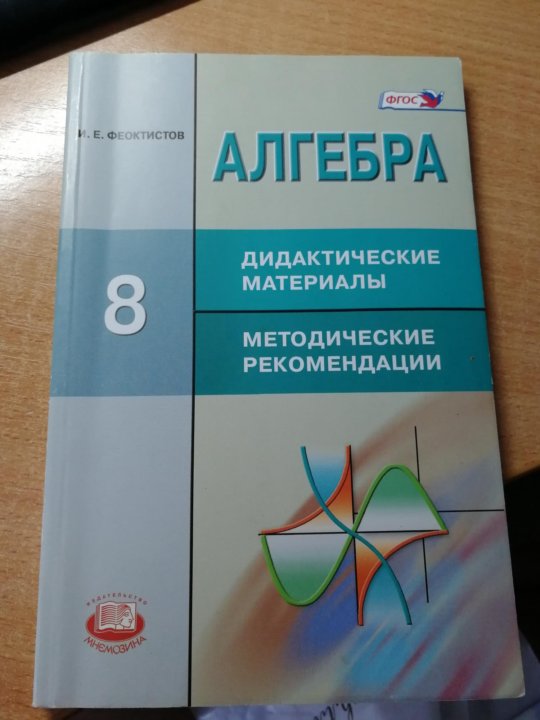 ФГОС
И. Е. ФЕОКТИСТОВ
АЛГЕБРА
8
ДИДАКТИЧЕСКИЕ
МАТЕРИАЛЫ
МЕТОДИЧЕСКИЕ
РЕКОМЕНДАЦИИ
ИЗДАТЕЛЬСТВО
МНЕМОЗИНА